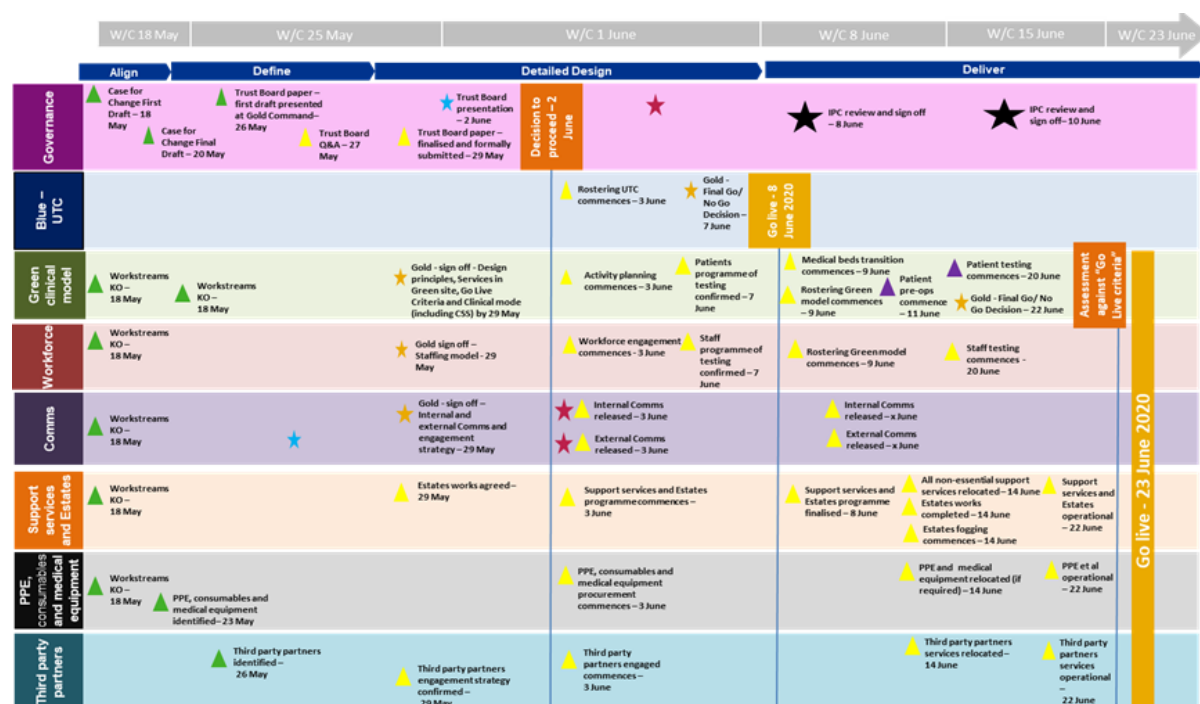 W/C 18 May
W/C 25 May
W/C 1 June
W/C 8 June
W/C 15 June
W/C 23 June
Align
Define
Detailed Design
Deliver
Governance
Case for
Change First
Draft – 18
May
Case for
Change Final
Draft – 20 May
Trust Board paper –
first draft presented
at Gold Command –
26 May
Trust Board
Q&A – 27
May
Trust Board paper –
finalised and formally
submitted – 29 May
Trust Board
presentation
– 2 June
Decision to
proceed – 2
June
IPC review and sign off
– 8 June
IPC review and
sign off – 10 June
Blue –
UTC
Rostering UTC
commences – 3 June
Gold -
Final Go/
No Go
Decision –
7 June
Go live - 8
June 2020
Green
clinical
model
Workstreams
KO –
18 May
Workstreams
KO –
18 May
Gold - sign off - Design
principles, Services in
Green site, Go Live
Criteria and Clinical mode
(including CSS) by 29 May
Activity planning
commences – 3 June
Patients
programme of
testing
confirmed – 7
June
Medical beds transition
commences – 9 June
Rostering Green
model commences
– 9 June
Patient
pre-ops
commence
– 11 June
Patient testing
commences – 20 June
Gold - Final Go/ No
Go Decision – 22 June
Assessment
against "Go
Live criteria"
Workforce
Workstreams
KO –
18 May
Gold sign off –
Staffing model - 29
May
Workforce engagement
commences - 3 June
Staff
programme of
testing
confirmed – 7
June
Rostering Green model
commences – 9 June
Staff testing
commences -
20 June
Comms
Workstreams
KO –
18 May
Gold - sign off –
Internal and
external Comms and
engagement
strategy – 29 May
Internal Comms
released – 3 June
External Comms
released – 3 June
Internal Comms
released – x June
External Comms
released – x June
Support
services
and Estates
Workstreams
KO –
18 May
Estates works agreed –
29 May
Support services and Estates
programme commences –
3 June
Support services and
Estates programme
finalised – 8 June
All non-essential support
services relocated – 14 June
Estates works
completed – 14 June
Estates fogging
commences – 14 June
Support
services and
Estates
operational
– 22 June
PPE,
consumables
and medical
equipment
Workstreams
KO –
18 May
PPE, consumables and
medical equipment
identified – 23 May
PPE, consumables and
medical equipment
procurement
commences – 3 June
PPE and medical
equipment relocated (if
required) – 14 June
PPE et al
operational –
22 June
Third party
partners
Third party partners
identified –
26 May
Third party partners
engagement strategy
confirmed –
29 May
Third party
partners engaged
commences –
3 June
Third party partners
services relocated –
14 June
Third party
partners
services
operational
–
22 June
Go live - 23 June 2020